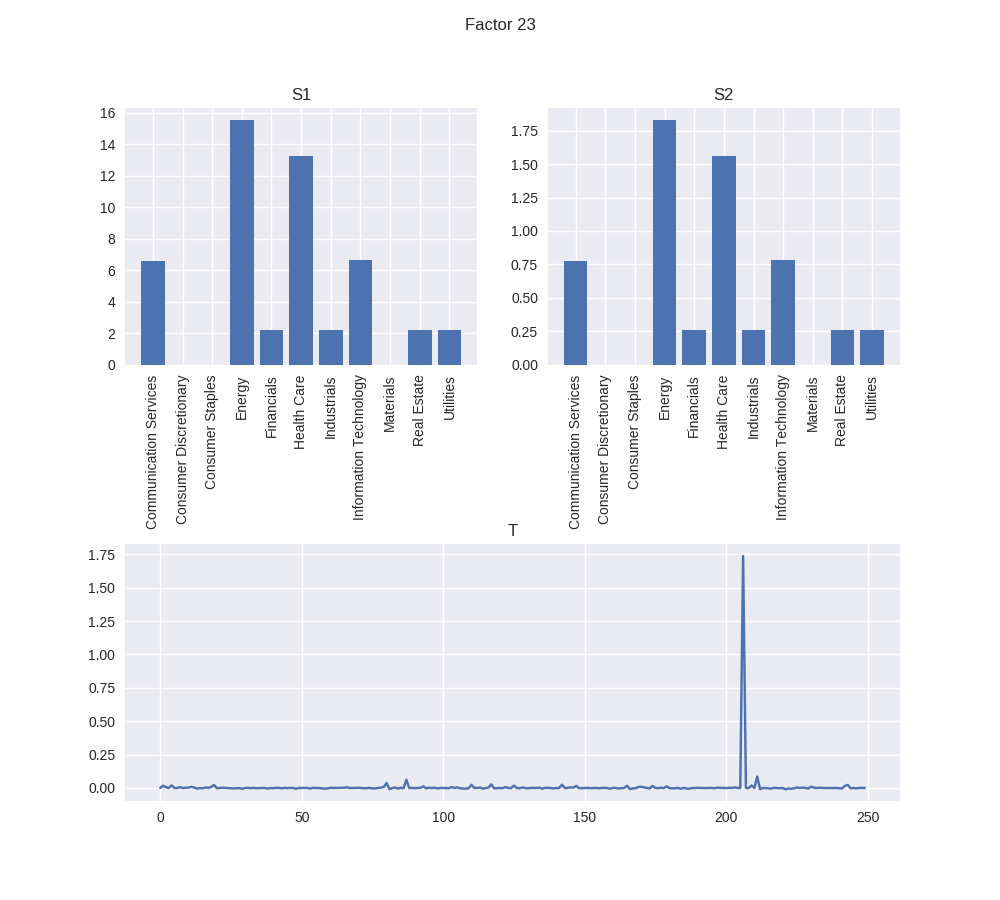 Factor 23
S1
16
14
12
10
8
6
4
2
0
Communication Services
Consumer Discretionary
Consumer Staples
Energy
Financials
Health Care
Industrials
Information Technology
Materials
Real Estate
Utilities
S2
1.75
1.50
1.25
1.00
0.75
0.50
0.25
0.00
Communication Services
Consumer Discretionary
Consumer Staples
Energy
Financials
Health Care
Industrials
Information Technology
Materials
Real Estate
Utilities
T
1.75
1.50
1.25
1.00
0.75
0.50
0.25
0.00
0 50 100 150 200 250